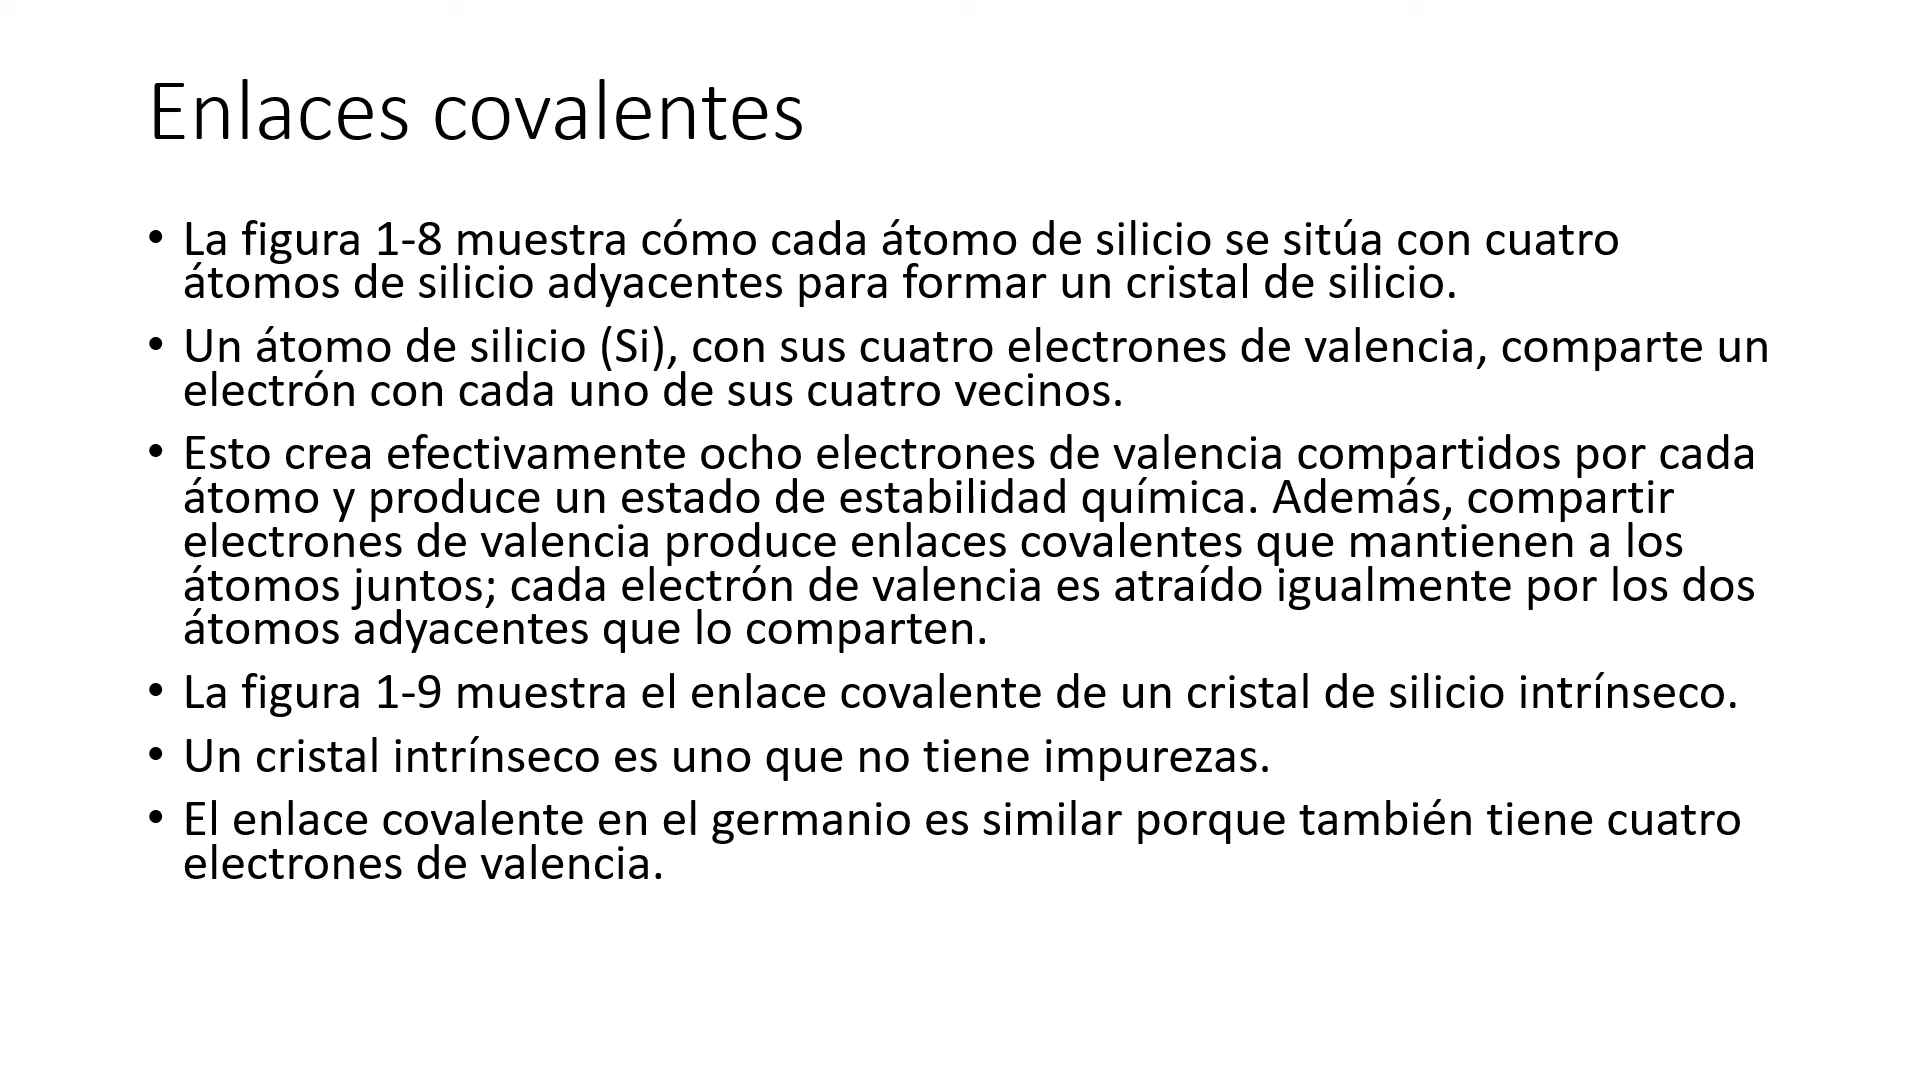 Enlaces covalentes
• La figura 1-8 muestra cómo cada átomo de silicio se sitúa con cuatro
átomos de silicio adyacentes para formar un cristal de silicio.
• Un átomo de silicio (Si), con sus cuatro electrones de valencia, comparte un
electrón con cada uno de sus cuatro vecinos.
• Esto crea efectivamente ocho electrones de valencia compartidos por cada
átomo y produce un estado de estabilidad química. Además, compartir
electrones de valencia produce enlaces covalentes que mantienen a los
átomos juntos; cada electrón de valencia es atraído igualmente por los dos
átomos adyacentes que lo comparten.
• La figura 1-9 muestra el enlace covalente de un cristal de silicio intrínseco.
• Un cristal intrínseco es uno que no tiene impurezas.
• El enlace covalente en el germanio es similar porque también tiene cuatro
electrones de valencia.